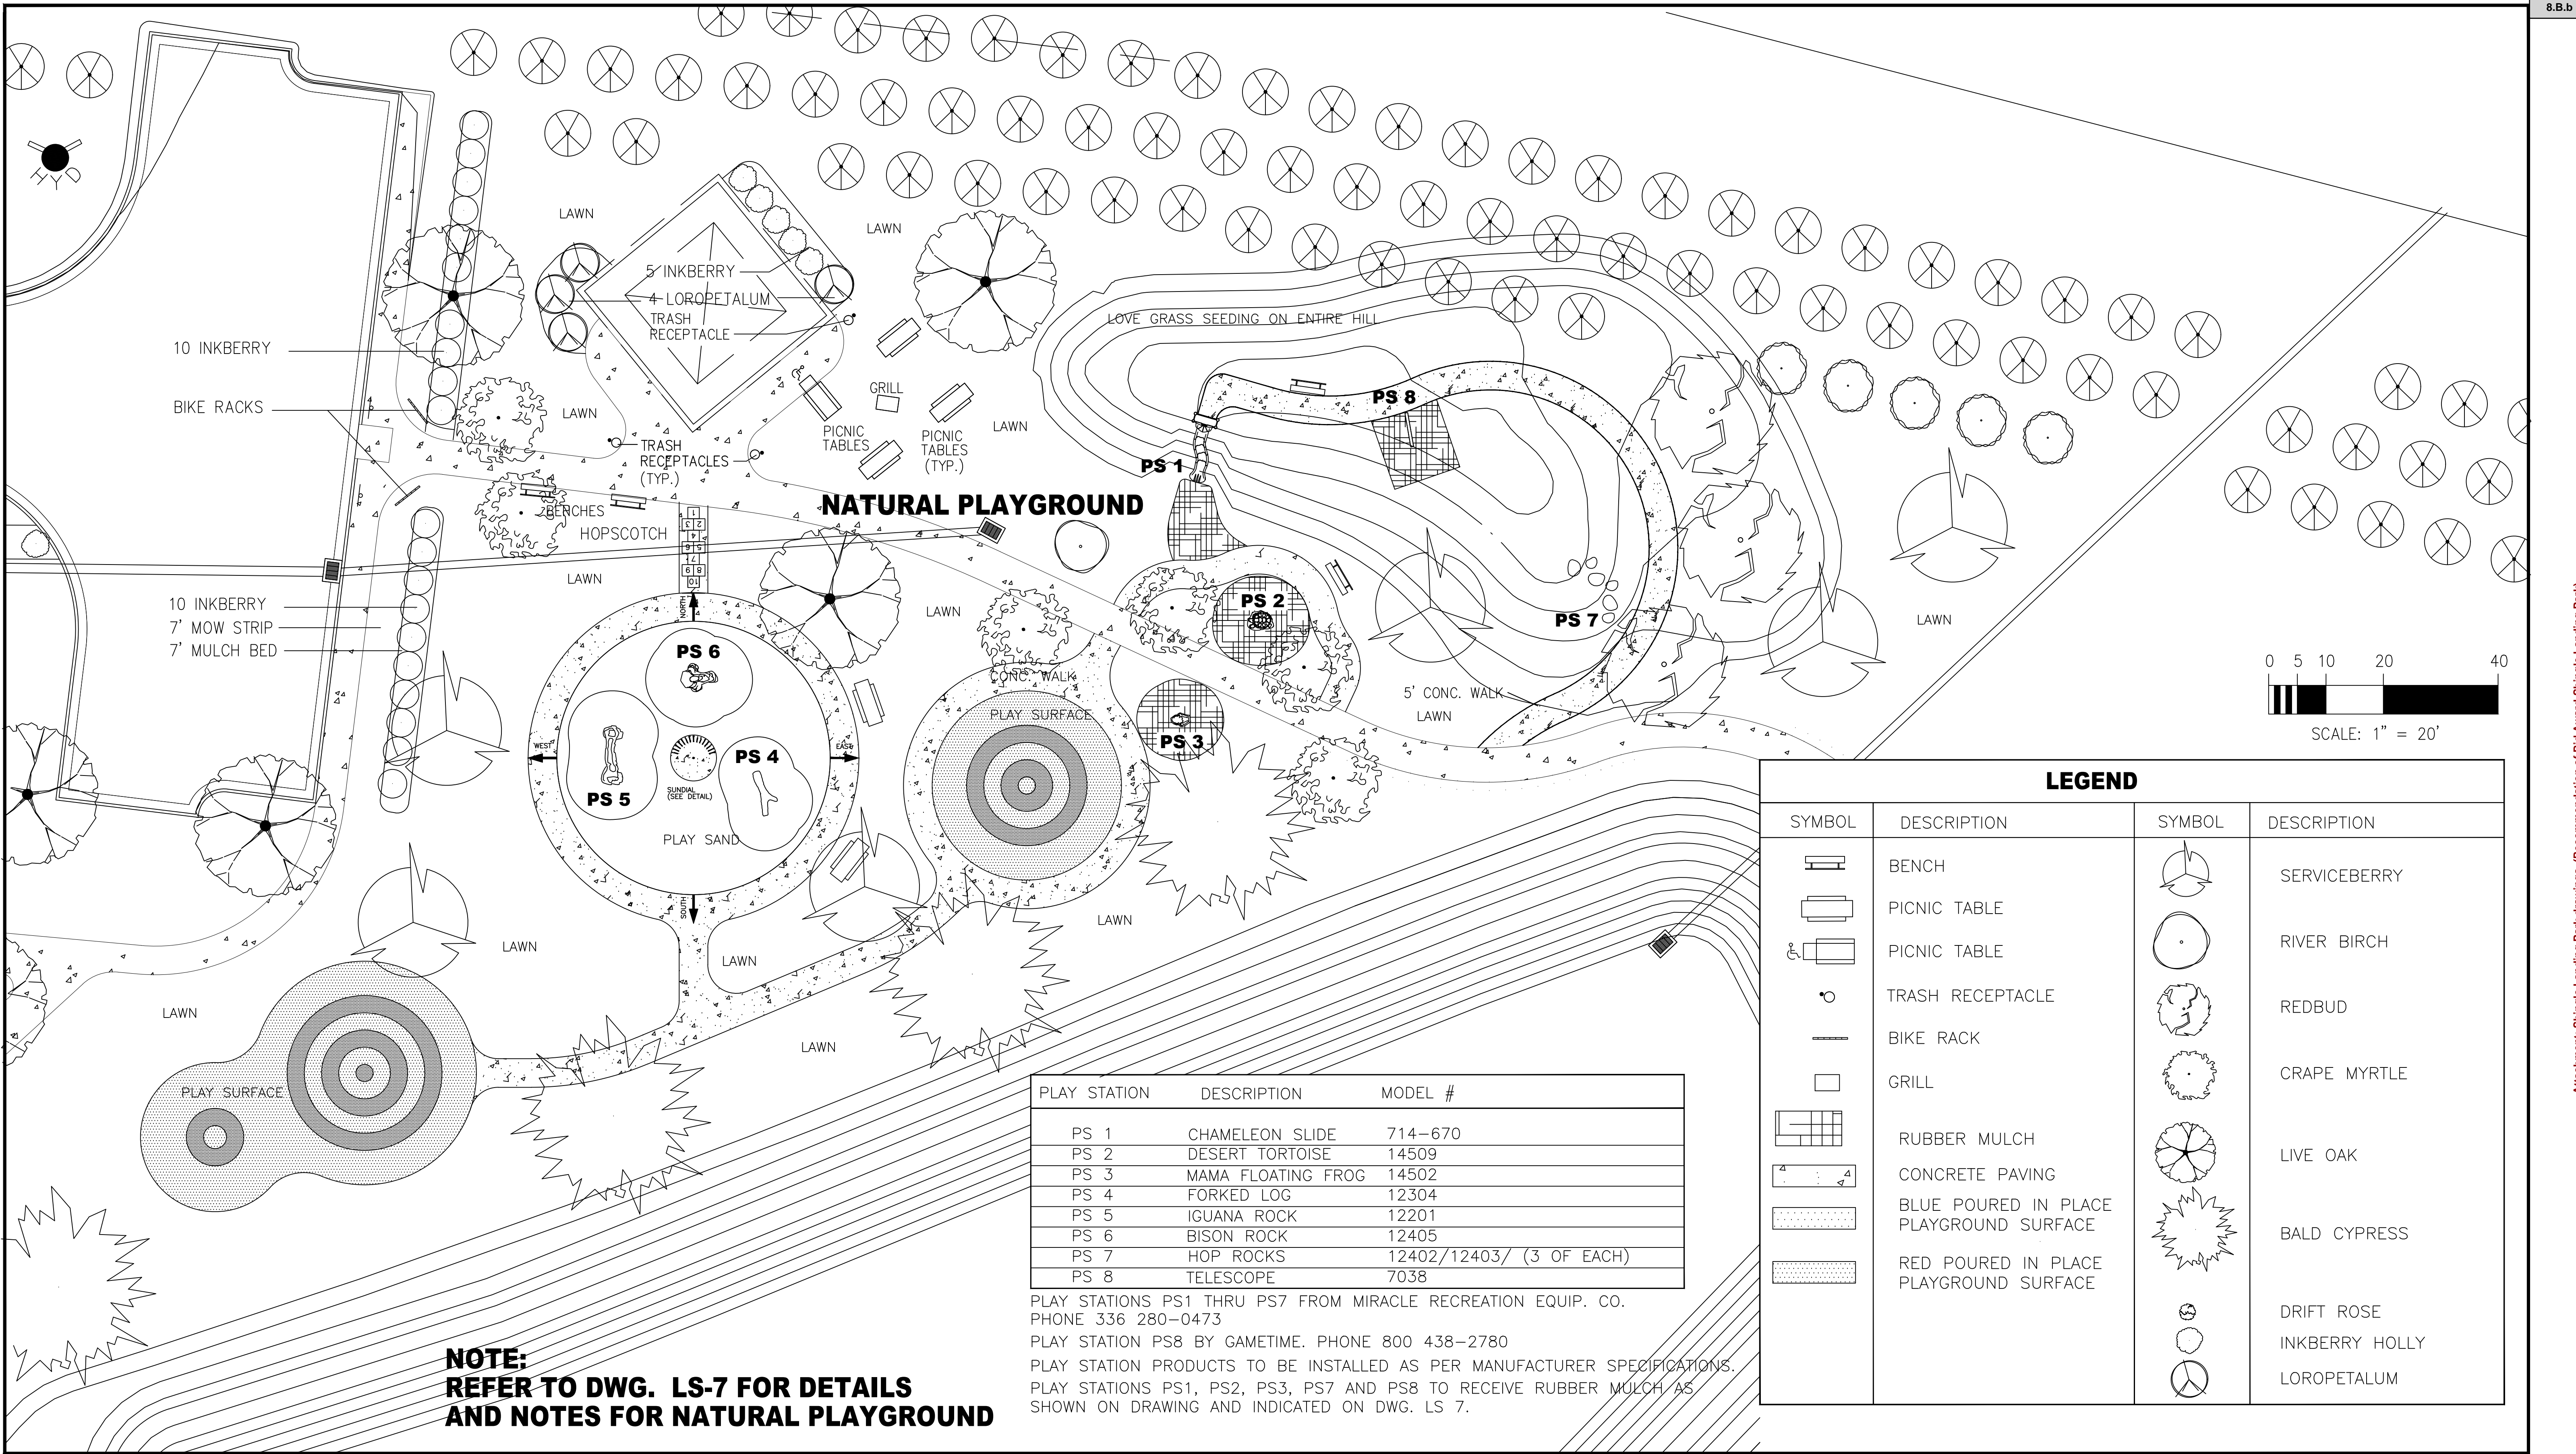 8.B.b
HYD
LAWN
LAWN
5 INKBERRY
4 LOROPETALUM
TRASH
RECEPTACLE
LOVE GRASS SEEDING ON ENTIRE HILL
10 INKBERRY
BIKE RACKS
LAWN
GRILL
PICNIC
TABLES
PICNIC
TABLES
(TYP.)
LAWN
PS 8
TRASH
RECEPTACLES
(TYP.)
PS 1
NATURAL PLAYGROUND
BENCHES
HOPSCOTCH
1
2 3
4
5 6
7
8 9
10
LAWN
10 INKBERRY
7' MOW STRIP
7' MULCH BED
NORTH
LAWN
PS 2
PS 7
LAWN
PS 6
CONC. WALK
PLAY SURFACE
5' CONC. WALK
LAWN
0 5 10 20 40
SCALE: 1" = 20'
WEST
EAST
PS 4
PS 5
SUNDIAL
(SEE DETAIL)
PS 3
PLAY SAND
SOUTH
LAWN
LAWN
LAWN
LAWN
LAWN
PLAY SURFACE
LEGEND
SYMBOL DESCRIPTION SYMBOL DESCRIPTION
BENCH
PICNIC TABLE
PICNIC TABLE
TRASH RECEPTACLE
BIKE RACK
GRILL
RUBBER MULCH
CONCRETE PAVING
BLUE POURED IN PLACE
PLAYGROUND SURFACE
RED POURED IN PLACE
PLAYGROUND SURFACE
SERVICEBERRY
RIVER BIRCH
REDBUD
CRAPE MYRTLE
LIVE OAK
BALD CYPRESS
DRIFT ROSE
INKBERRY HOLLY
LOROPETALUM
PLAY STATION DESCRIPTION MODEL #
PS 1 CHAMELEON SLIDE 714-670
PS 2 DESERT TORTOISE 14509
PS 3 MAMA FLOATING FROG 14502
PS 4 FORKED LOG 12304
PS 5 IGUANA ROCK 12201
PS 6 BISON ROCK 12405
PS 7 HOP ROCKS 12402/12403/ (3 OF EACH)
PS 8 TELESCOPE 7038
PLAY STATIONS PS1 THRU PS7 FROM MIRACLE RECREATION EQUIP. CO.
PHONE 336 280-0473
PLAY STATION PS8 BY GAMETIME. PHONE 800 438-2780
PLAY STATION PRODUCTS TO BE INSTALLED AS PER MANUFACTURER SPECIFICATIONS.
PLAY STATIONS PS1, PS2, PS3, PS7 AND PS8 TO RECEIVE RUBBER MULCH AS
SHOWN ON DRAWING AND INDICATED ON DWG. LS 7.
NOTE:
REFER TO DWG. LS-7 FOR DETAILS
AND NOTES FOR NATURAL PLAYGROUND